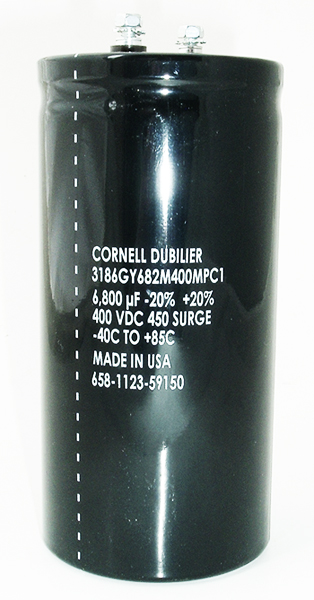 CORNELL DUBILIER
3186GY682M400MPC1
6,800 µF -20% +20%
400 VDC 450 SURGE
-40C TO +85C
MADE IN USA
658-1123-59150